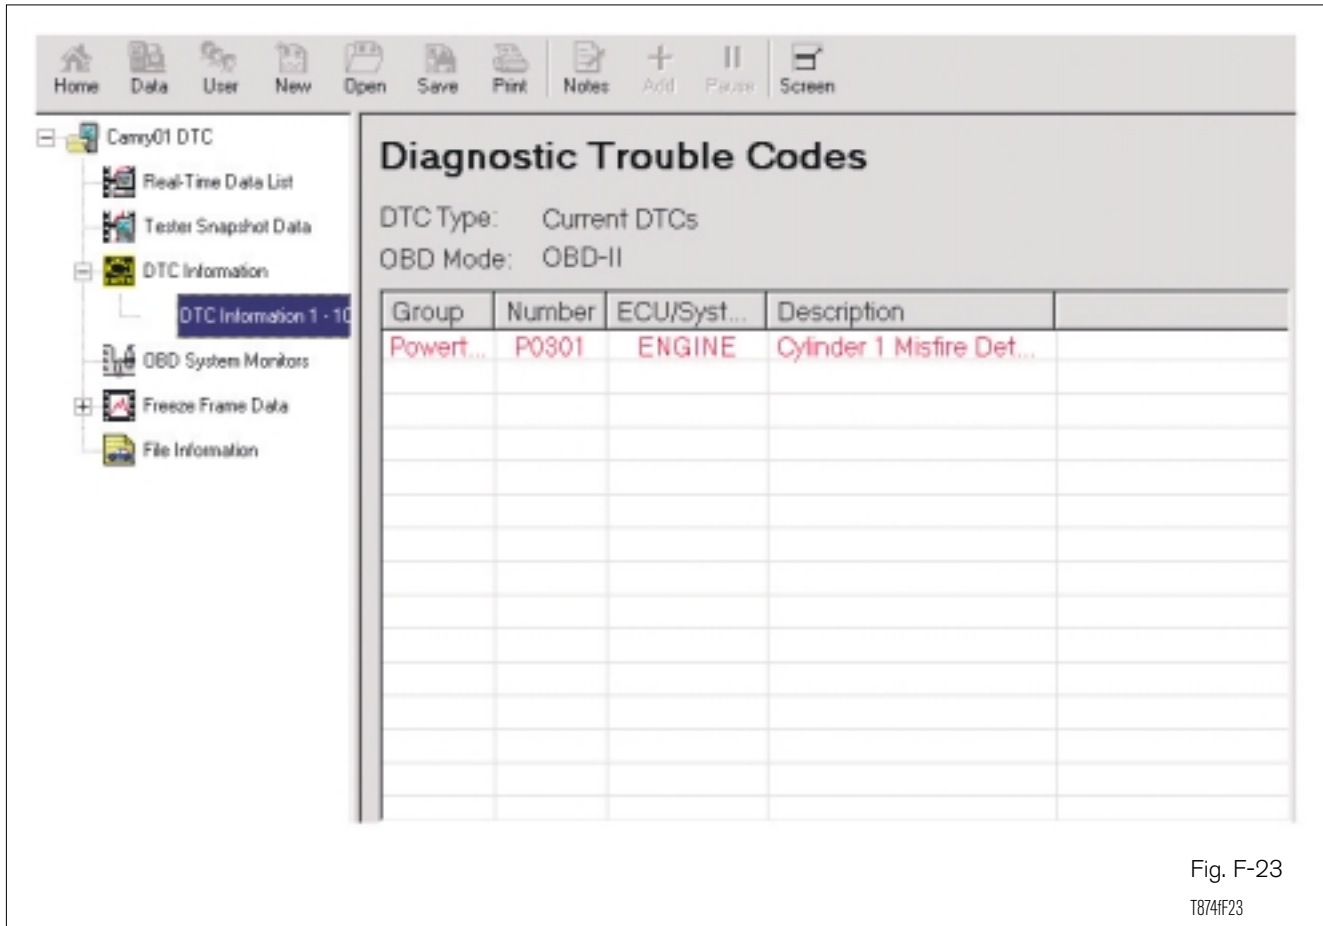 Home Data User New Open Save Print Notes Add Pause Screen
Camry01 DTC
Real-Time Data List
Tester Snapshot Data
DTC Information
DTC Information 1 - 10
OBD System Monitors
Freeze Frame Data
File Information
Diagnostic Trouble Codes
DTC Type: Current DTCs
OBD Mode: OBD-II
Group Number ECU/Syst... Description
Powert... P0301 ENGINE Cylinder 1 Misfire Det...
Fig. F-23
T874fF23